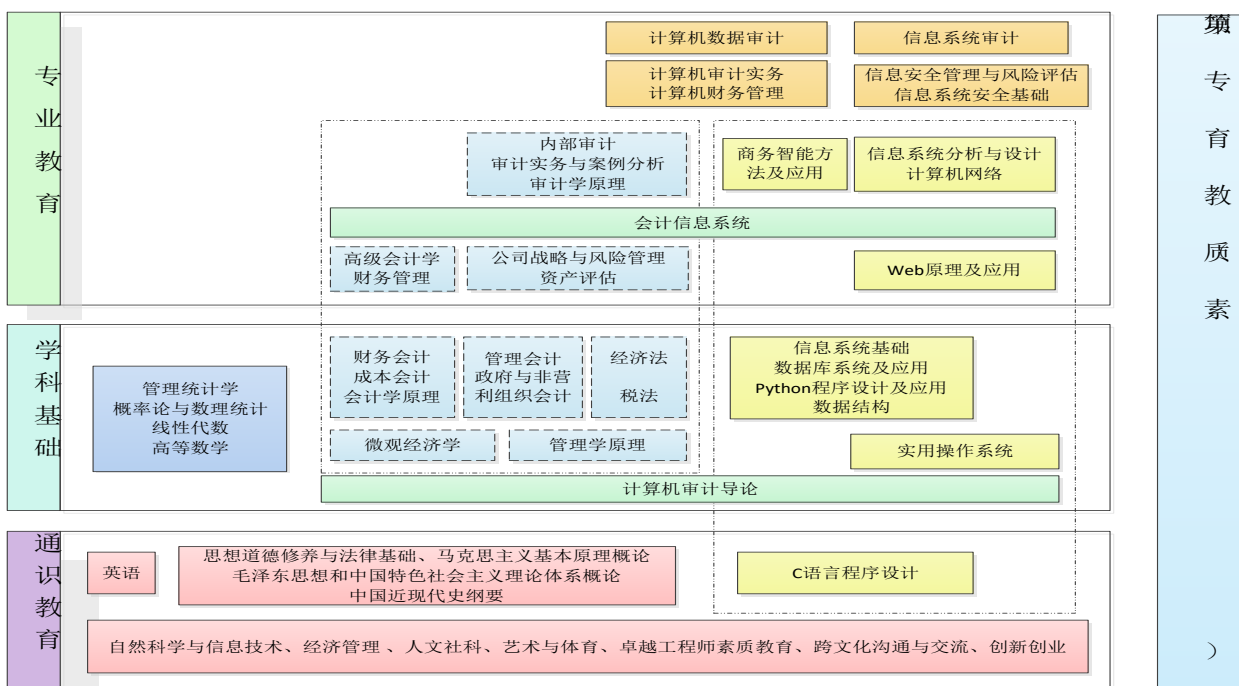 专业教育
计算机数据审计
信息系统审计
计算机审计实务
计算机财务管理
信息安全管理与风险评估
信息系统安全基础
内部审计
审计实务与案例分析
审计学原理
商务智能方
法及应用
信息系统分析与设计
计算机网络
会计信息系统
高级会计学
财务管理
公司战略与风险管理
资产评估
Web原理及应用
学科基础
管理统计学
概率论与数理统计
线性代数
高等数学
财务会计
成本会计
会计学原理
管理会计
政府与非营
利组织会计
经济法
税法
信息系统基础
数据库系统及应用
Python程序设计及应用
数据结构
微观经济学
管理学原理
实用操作系统
计算机审计导论
通识教育
英语
思想道德修养与法律基础、马克思主义基本原理概论
毛泽东思想和中国特色社会主义理论体系概论
中国近现代史纲要
C语言程序设计
自然科学与信息技术、经济管理 、人文社科、艺术与体育、卓越工程师素质教育、跨文化沟通与交流、创新创业
专
育
教
质
素
）